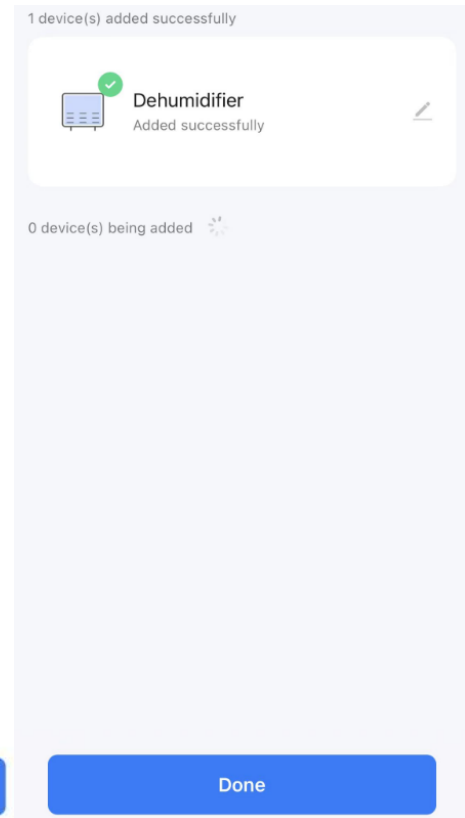 1 device(s) added successfully
Dehumidifier
Added successfully
0 device(s) being added
Done